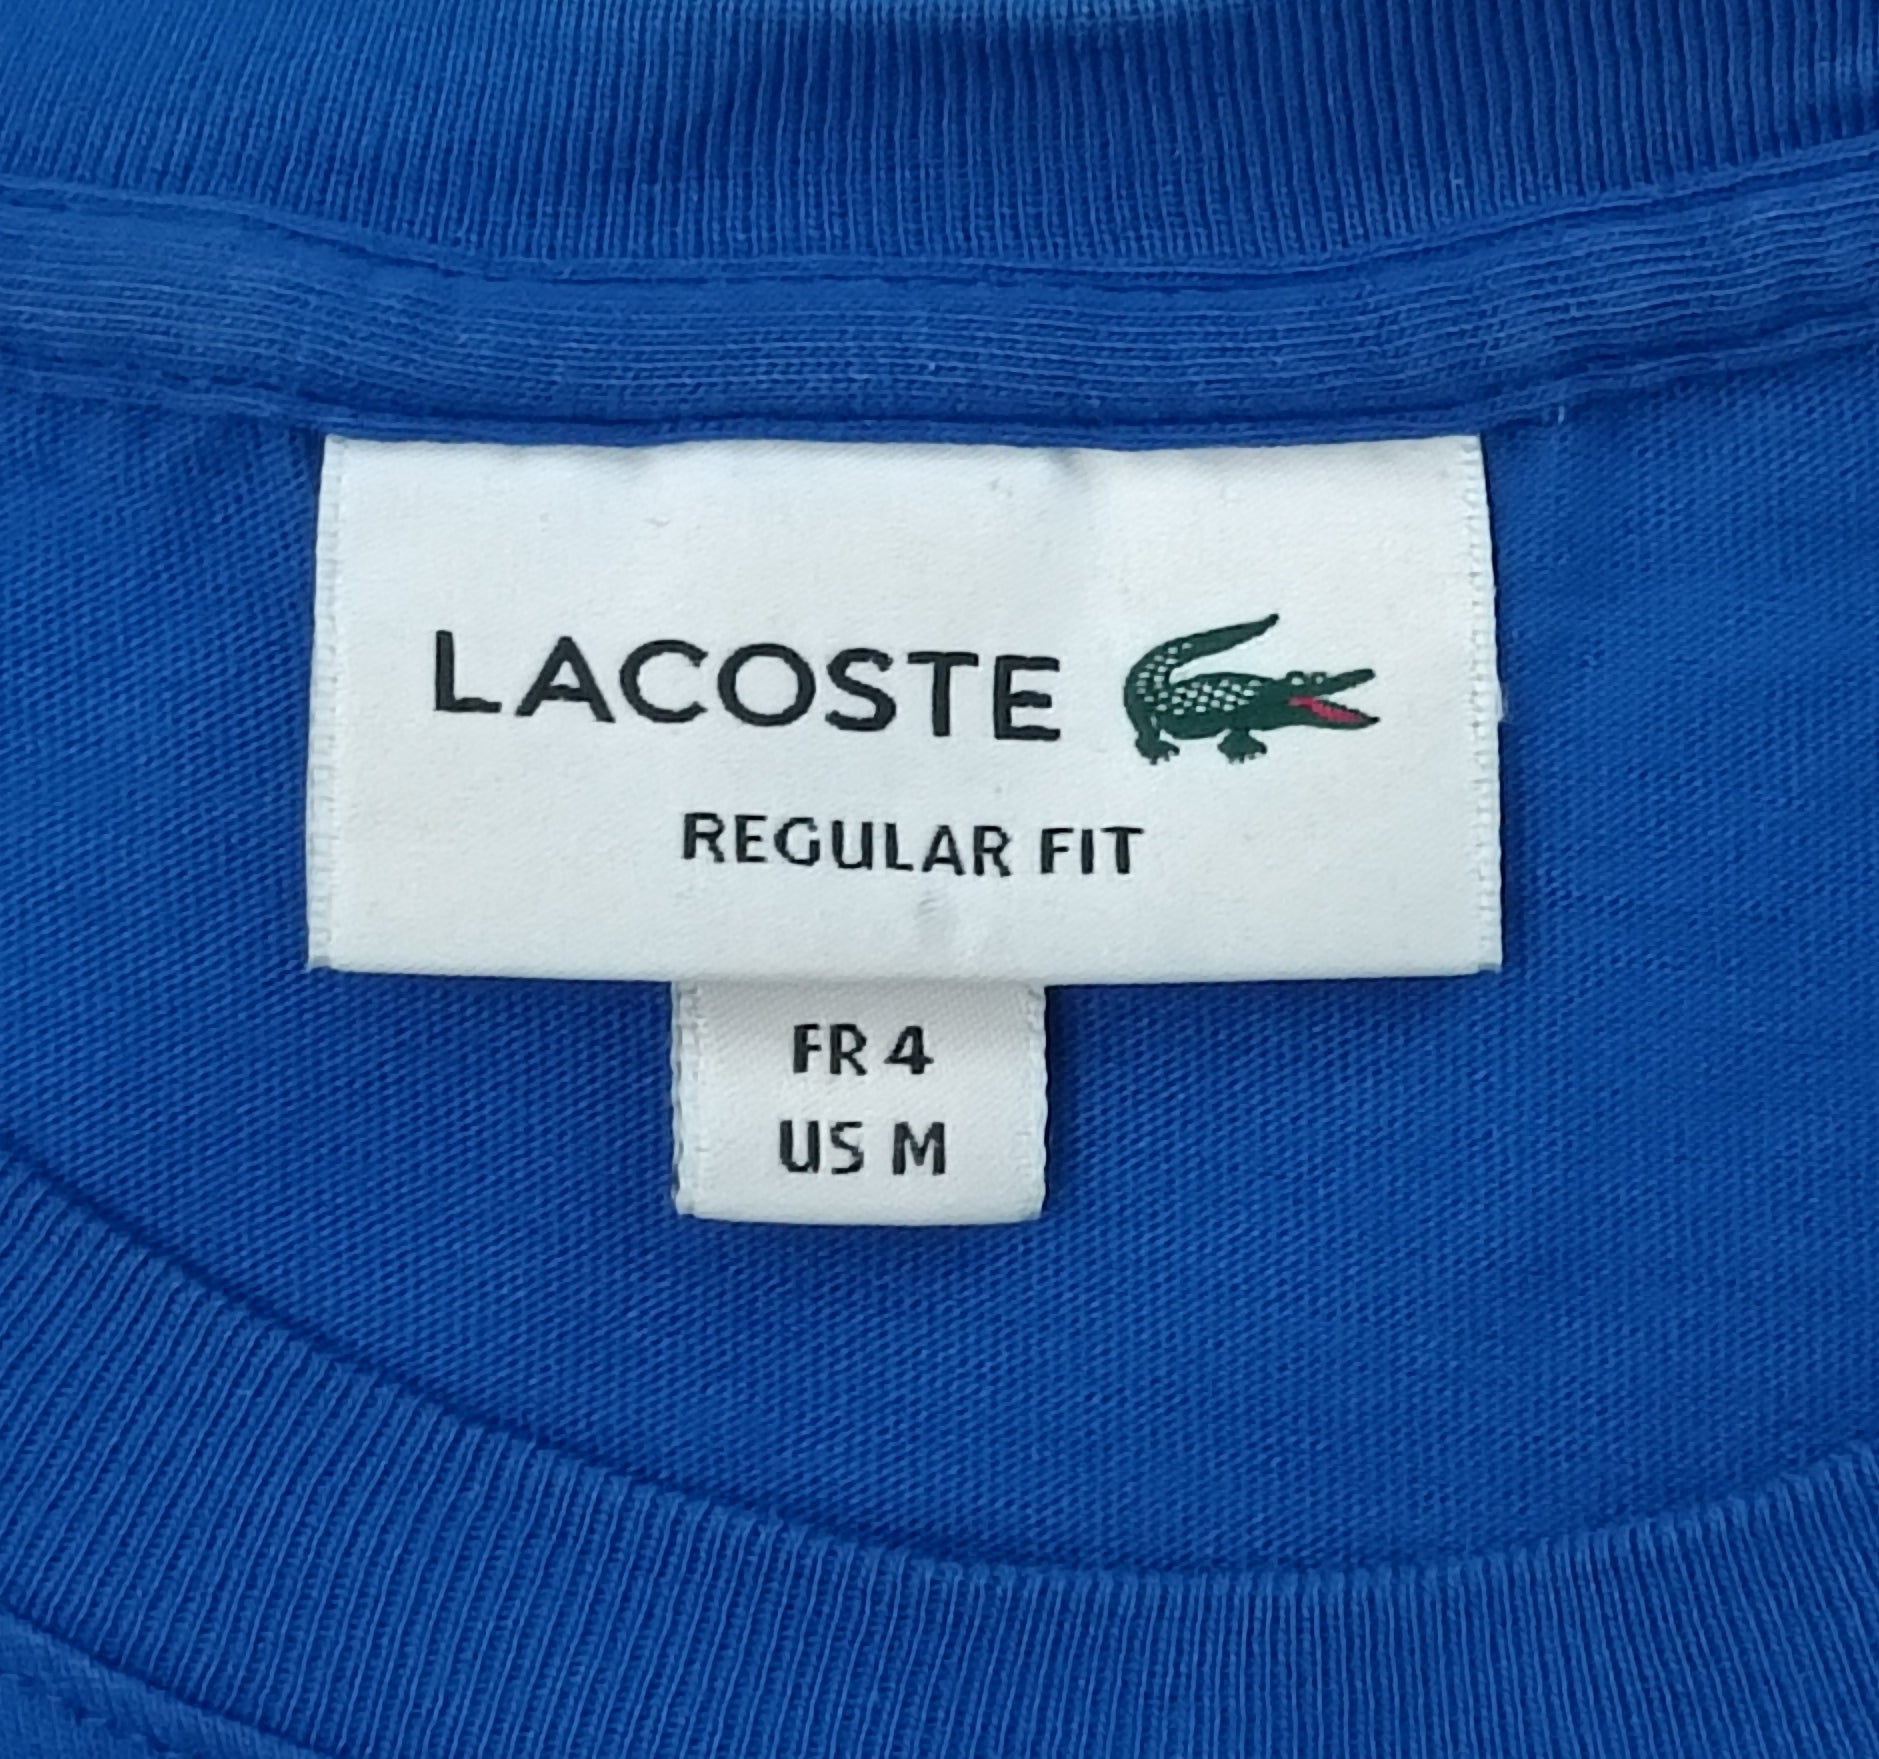 LACOSTE
REGULAR FIT
FR 4
US M